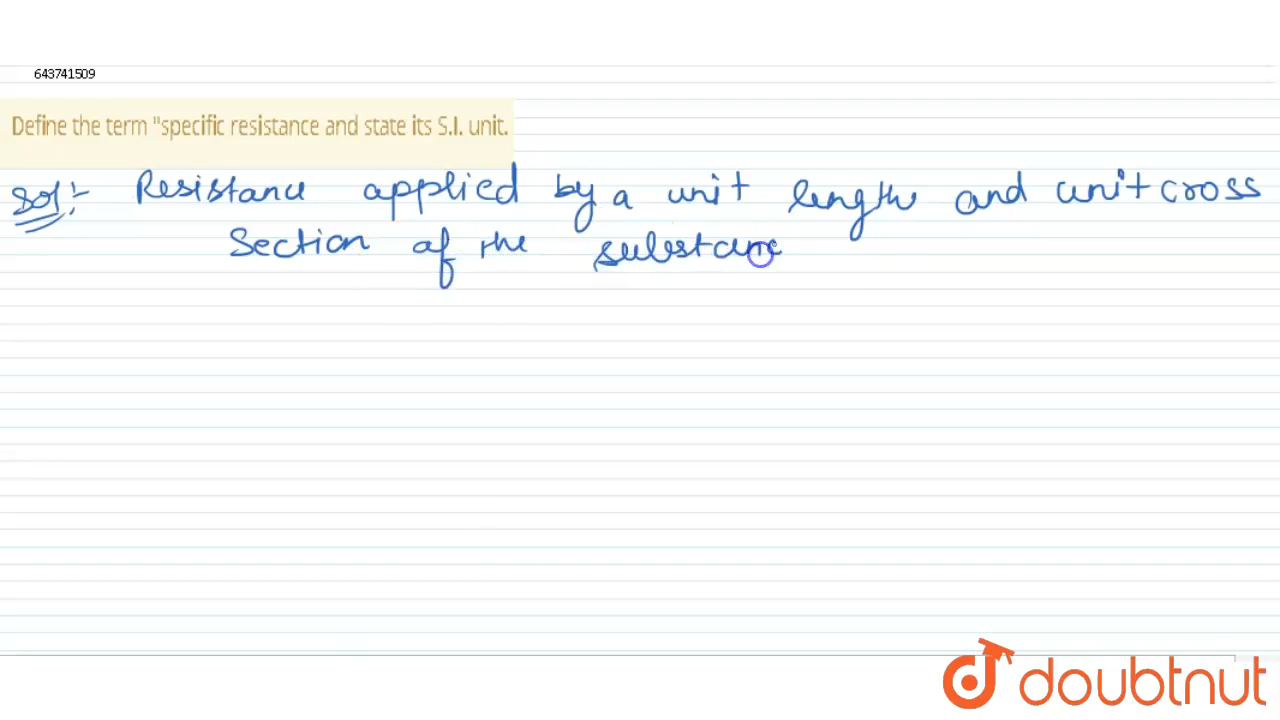 643741509
Define the term "specific resistance and state its S.I. unit.
Sol:- Resistance applied by a unit length and unit cross
Section of the substanc
doubtnut